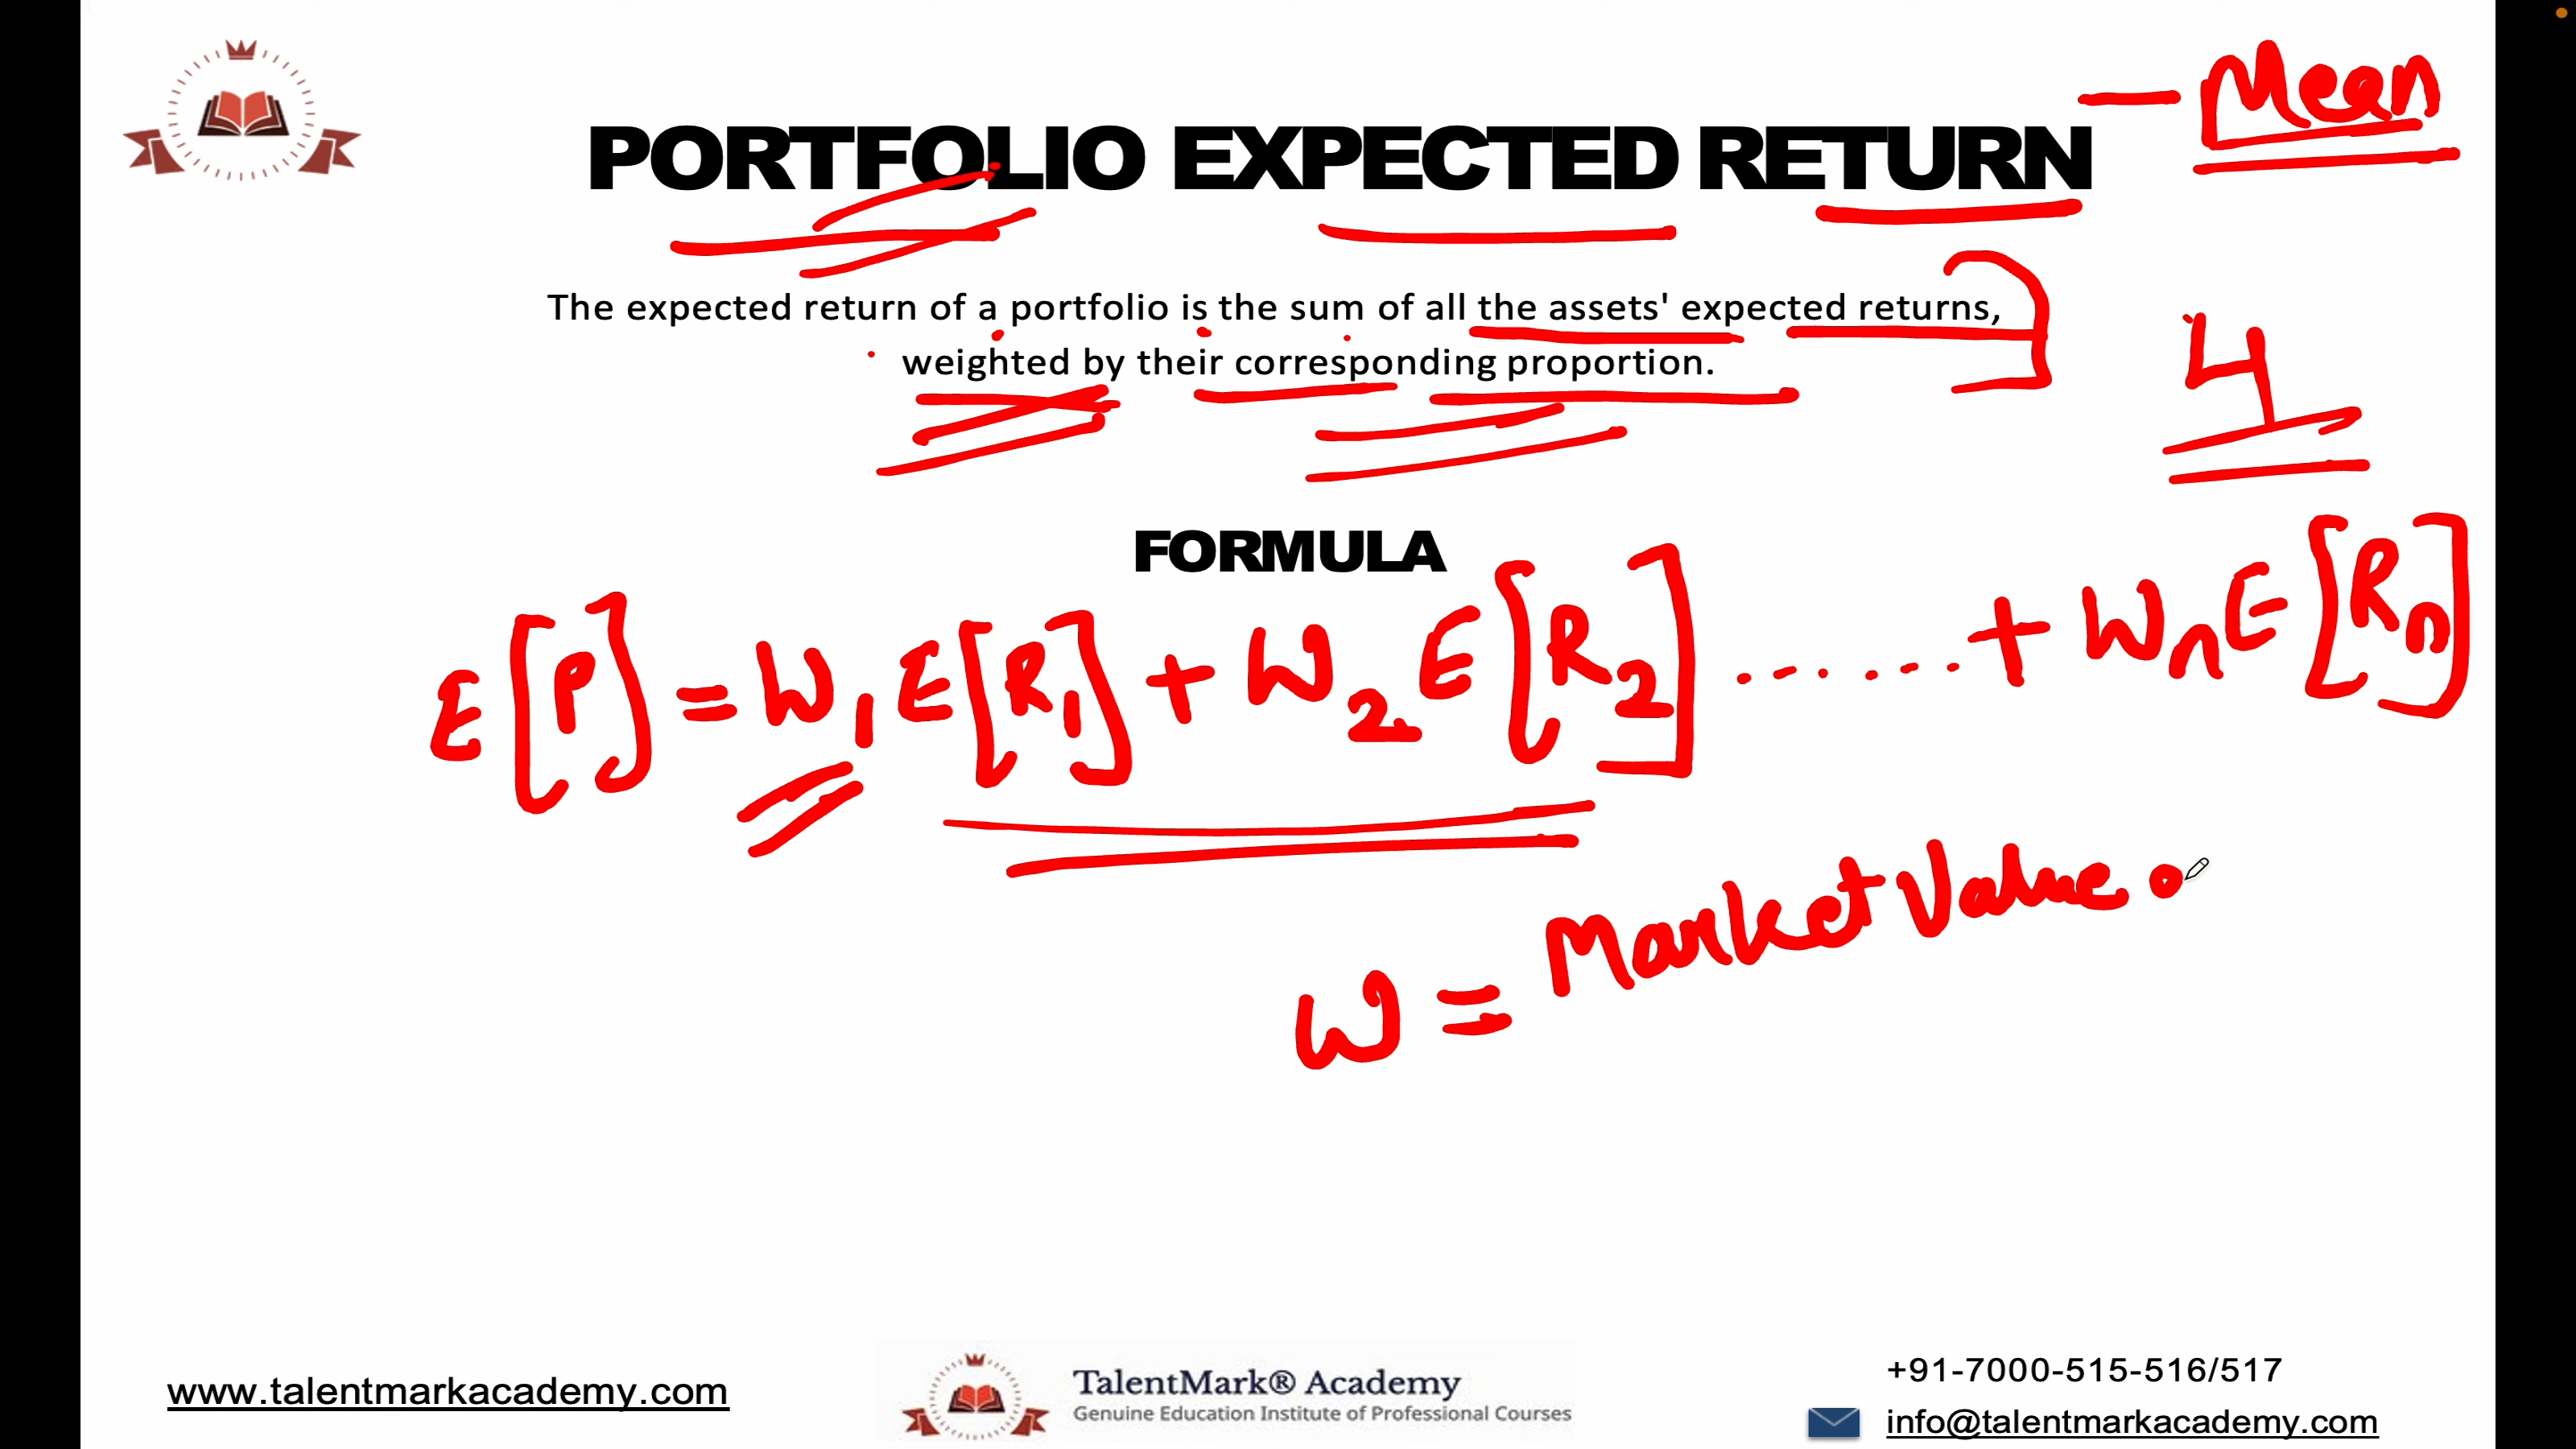 — Mean
PORTFOLIO EXPECTED RETURN
The expected return of a portfolio is the sum of all the assets' expected returns,
weighted by their corresponding proportion.
4
FORMULA
E[P] = W₁E[R₁] + W₂E[R₂] ....... + WₙE[Rₙ]
W = Market Value o
www.talentmarkacademy.com
TalentMark® Academy
Genuine Education Institute of Professional Courses
+91-7000-515-516/517
info@talentmarkacademy.com